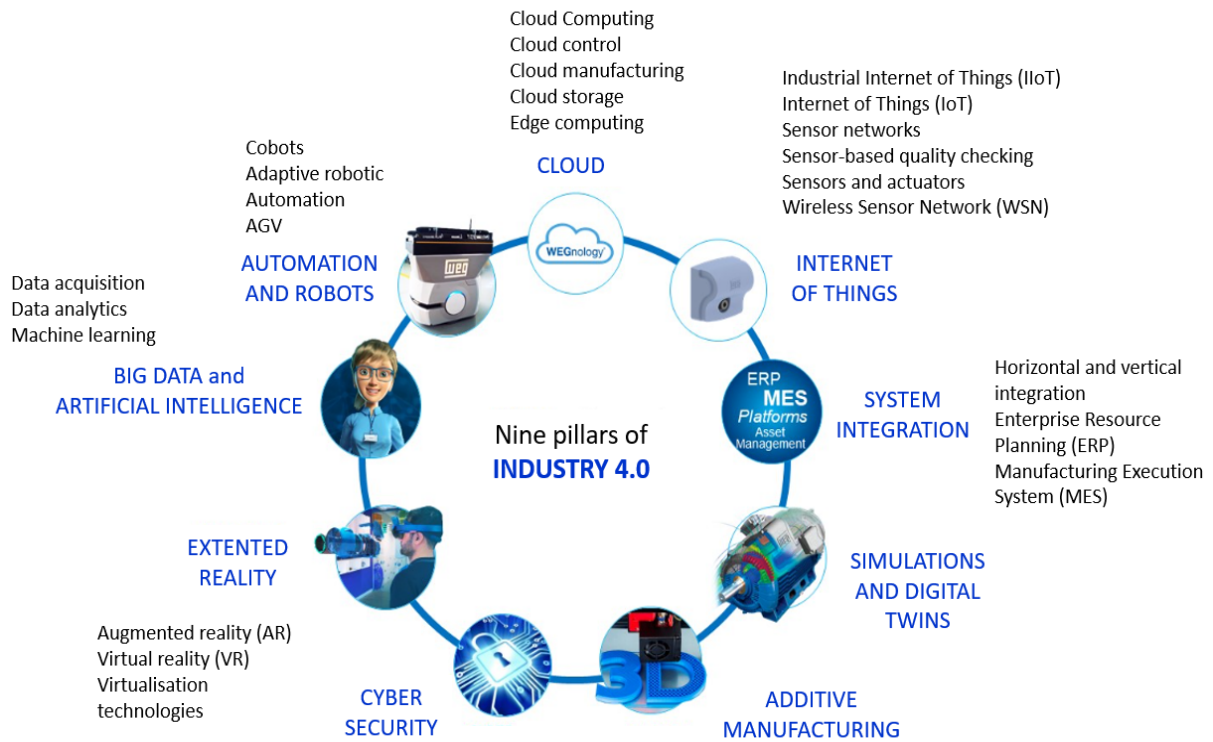 Cloud Computing
Cloud control
Cloud manufacturing
Cloud storage
Edge computing
CLOUD
WEGnology
Industrial Internet of Things (IIoT)
Internet of Things (IoT)
Sensor networks
Sensor-based quality checking
Sensors and actuators
Wireless Sensor Network (WSN)
INTERNET
OF THINGS
Horizontal and vertical
integration
Enterprise Resource
Planning (ERP)
Manufacturing Execution
System (MES)
SYSTEM
INTEGRATION
ERP
MES
Platforms
Asset
Management
SIMULATIONS
AND DIGITAL
TWINS
ADDITIVE
MANUFACTURING
3D
CYBER
SECURITY
EXTENTED
REALITY
Augmented reality (AR)
Virtual reality (VR)
Virtualisation
technologies
Data acquisition
Data analytics
Machine learning
BIG DATA and
ARTIFICIAL INTELLIGENCE
Cobots
Adaptive robotic
Automation
AGV
AUTOMATION
AND ROBOTS
weg
Nine pillars of
INDUSTRY 4.0